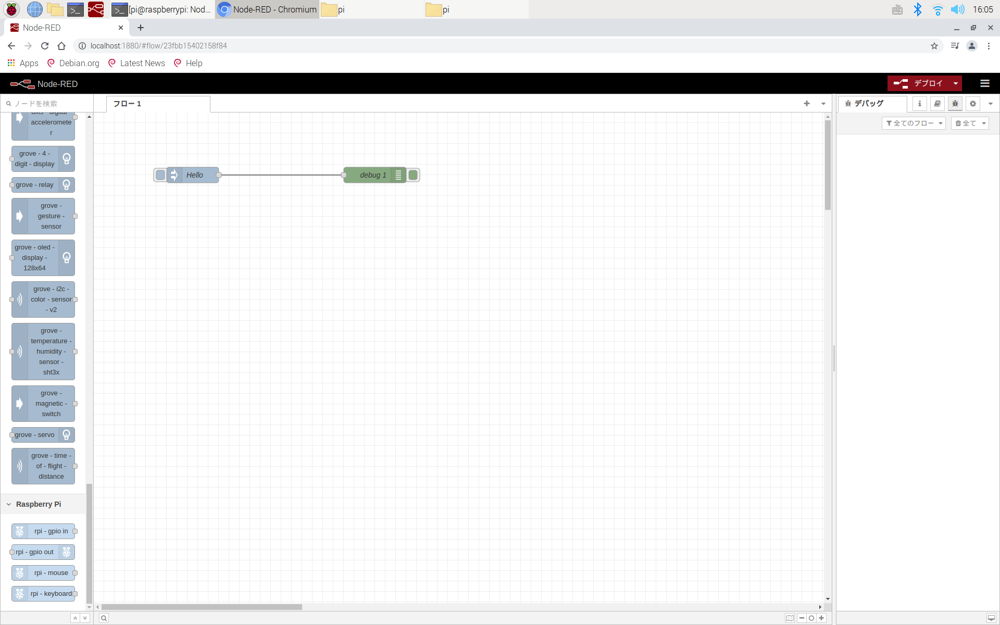 [pi@raspberrypi: Nod...
Node-RED - Chromium
pi
pi
16:05
Node-RED
localhost:1880/#flow/23fbb15402158f84
Apps
Debian.org
Latest News
Help
Node-RED
デプロイ
ノードを検索
フロー 1
デバッグ
全てのフロー
全て
axis - digital
acceleromete
r
grove - 4 -
digit - display
grove - relay
grove -
gesture -
sensor
grove - oled -
display -
128x64
grove - i2c -
color - sensor
- v2
grove -
temperature -
humidity -
sensor -
sht3x
grove -
magnetic -
switch
grove - servo
grove - time -
of - flight -
distance
Raspberry Pi
rpi - gpio in
rpi - gpio out
rpi - mouse
rpi - keyboard
Hello
debug 1